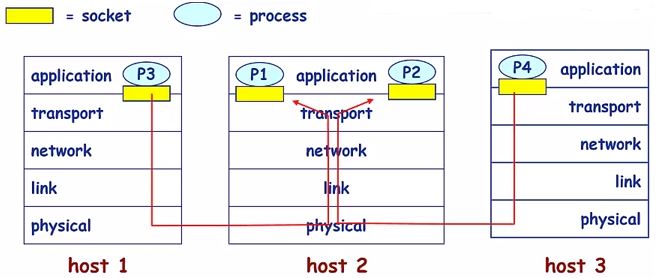 = socket
= process
application P3
transport
network
link
physical
host 1
P1 application P2
transport
network
link
physical
host 2
P4 application
transport
network
link
physical
host 3